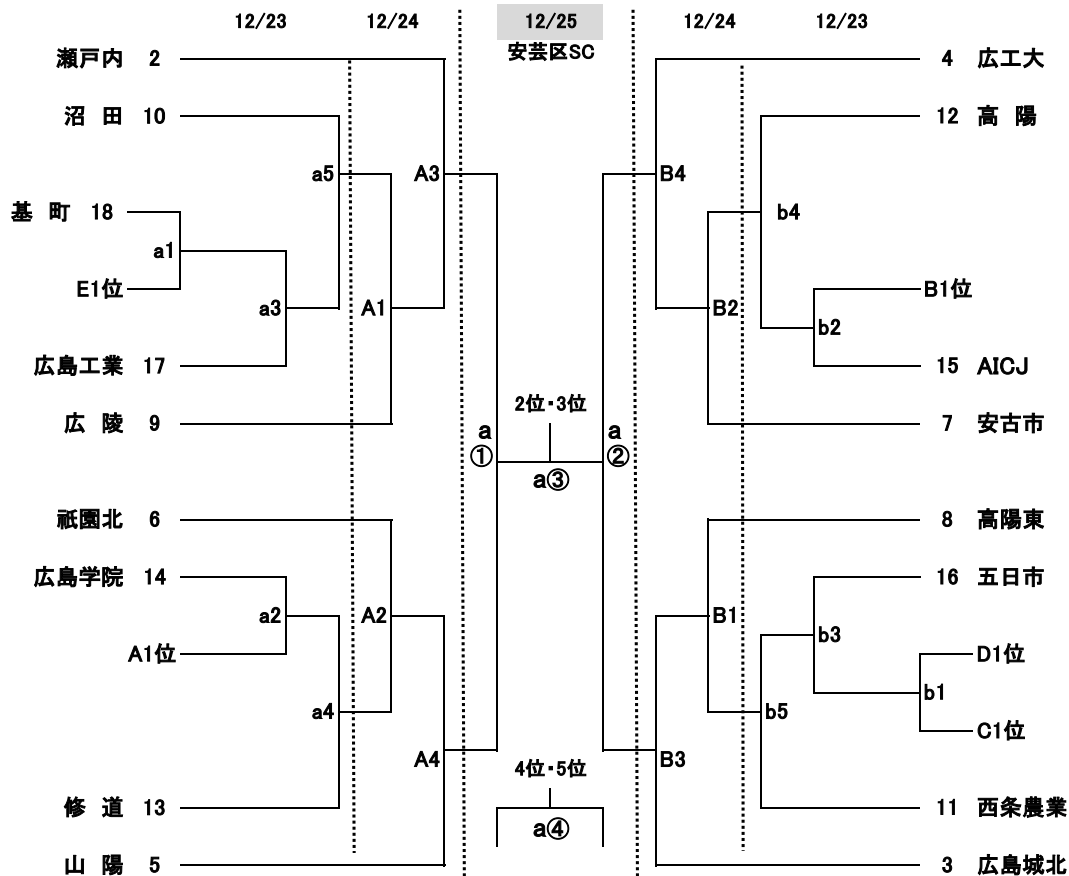 12/23 12/24 12/25 12/24 12/23
安芸区SC
瀬戸内 2
4 広工大
沼 田 10
12 高 陽
a5
A3
B4
基 町 18
b4
a1
E1位
B1位
a3
A1
B2
b2
広島工業 17
15 AICJ
2位・3位
広 陵 9
7 安古市
a
①
a
②
a③
祇園北 6
8 高陽東
広島学院 14
16 五日市
a2
A2
B1
b3
A1位
D1位
b1
a4
b5
C1位
A4
B3
4位・5位
修 道 13
11 西条農業
a④
山 陽 5
3 広島城北